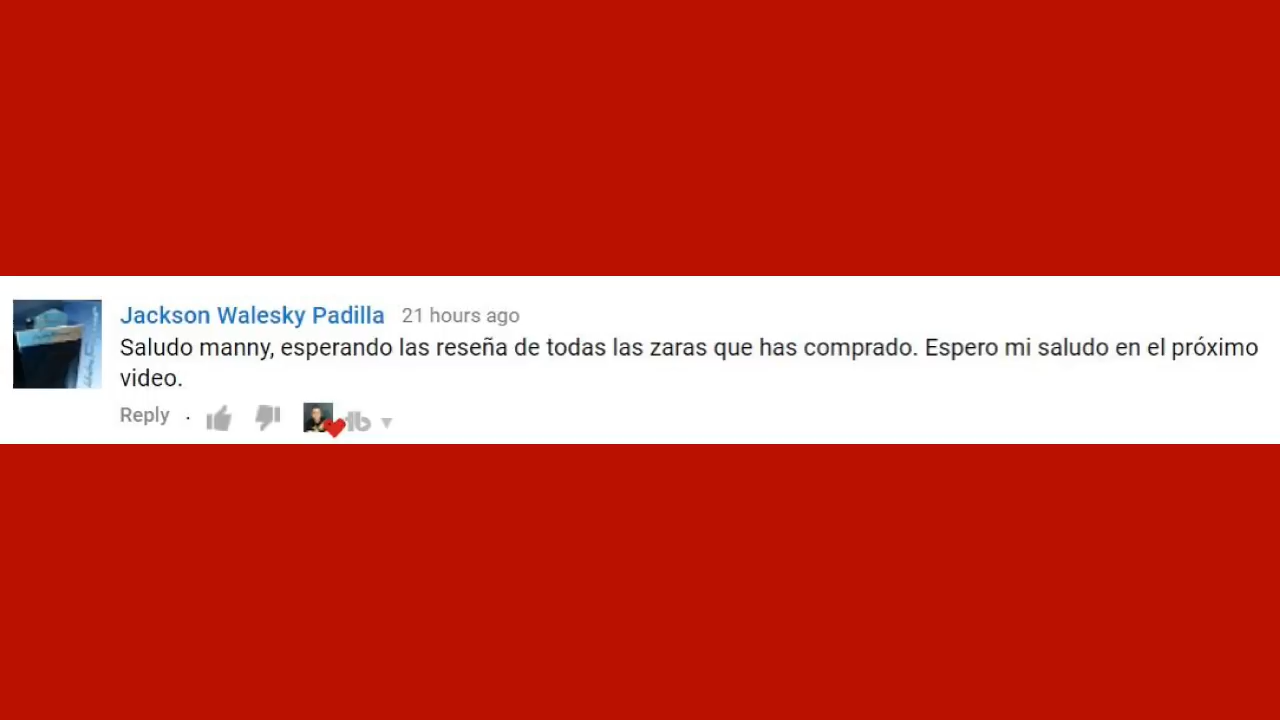 Jackson Walesky Padilla 21 hours ago
Saludo manny, esperando las reseña de todas las zaras que has comprado. Espero mi saludo en el próximo
video.
Reply ·